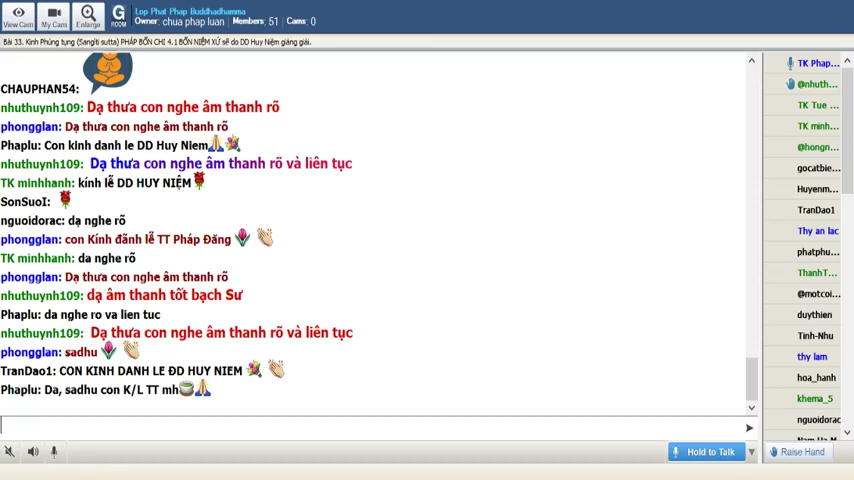 Lop Phat Phap Buddhadhamma
Owner: chua phap luan Members: 51 Cams: 0
View Cam My Cam Enlarge G ROOM
Bài 33. Kinh Phúng tụng (Sangīti sutta) PHÁP BỐN CHI 4.1 BỐN NIỆM XỨ sẽ do DD Huy Niệm giảng giải.
CHAUPHAN54:
nhuthuynh109: Dạ thưa con nghe âm thanh rõ
phongglan: Dạ thưa con nghe âm thanh rõ
Phaplu: Con kinh danh le DD Huy Niem
nhuthuynh109: Dạ thưa con nghe âm thanh rõ và liên tục
TK minhhanh: kính lễ DD HUY NIỆM
SonSuoI:
nguoidorac: dạ nghe rõ
phongglan: con Kính đãnh lễ TT Pháp Đăng
TK minhhanh: da nghe rõ
phongglan: Dạ thưa con nghe âm thanh rõ
nhuthuynh109: dạ âm thanh tốt bạch Sư
Phaplu: da nghe ro va lien tuc
nhuthuynh109: Dạ thưa con nghe âm thanh rõ và liên tục
phongglan: sadhu
TranDao1: CON KINH DANH LE ĐD HUY NIEM
Phaplu: Da, sadhu con K/L TT mh
TK Phap...
@nhuth...
TK Tue ...
TK minh...
@hongn...
gocatbie...
Huyenm...
TranDao1
Thy an lac
phatphu...
ThanhT...
@motcoi...
duythien
Tinh-Nhu
thy lam
hoa_hanh
khema_5
nguoidorac
Nam Ha M
Hold to Talk
Raise Hand